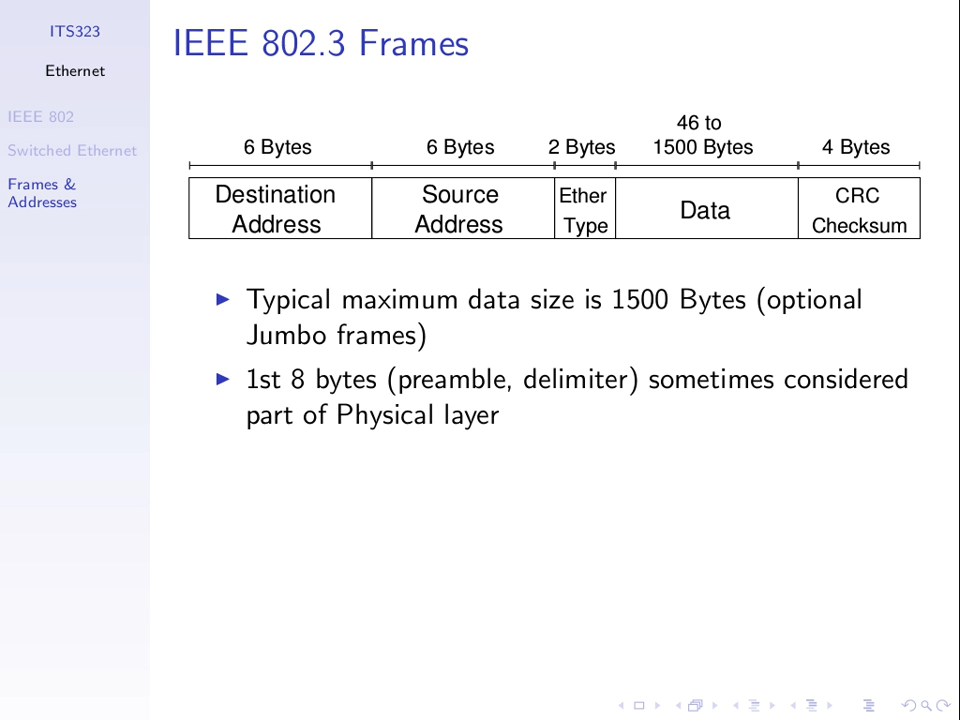 ITS323
Ethernet
IEEE 802
Switched Ethernet
Frames &
Addresses
IEEE 802.3 Frames
46 to
6 Bytes 6 Bytes 2 Bytes 1500 Bytes 4 Bytes
Destination Source Ether Data CRC
Address Address Type Checksum
Typical maximum data size is 1500 Bytes (optional
Jumbo frames)
1st 8 bytes (preamble, delimiter) sometimes considered
part of Physical layer